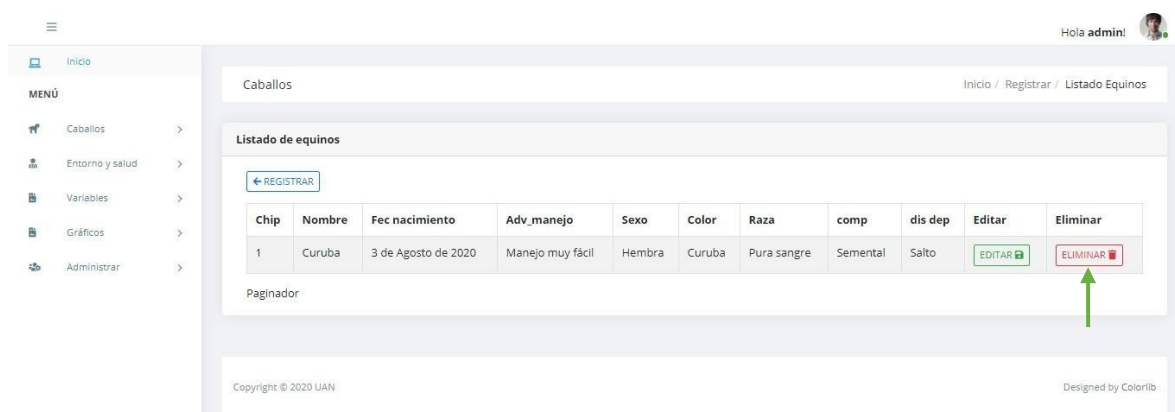 Hola admin!
Inicio
MENÚ
Caballos
Entorno y salud
Variables
Gráficos
Administrar
Caballos
Inicio / Registrar / Listado Equinos
Listado de equinos
REGISTRAR
Chip Nombre Fec nacimiento Adv_manejo Sexo Color Raza comp dis dep Editar Eliminar
1 Curuba 3 de Agosto de 2020 Manejo muy fácil Hembra Curuba Pura sangre Semental Salto EDITAR ELIMINAR
Paginador
Copyright © 2020 UAN Designed by Colorlib